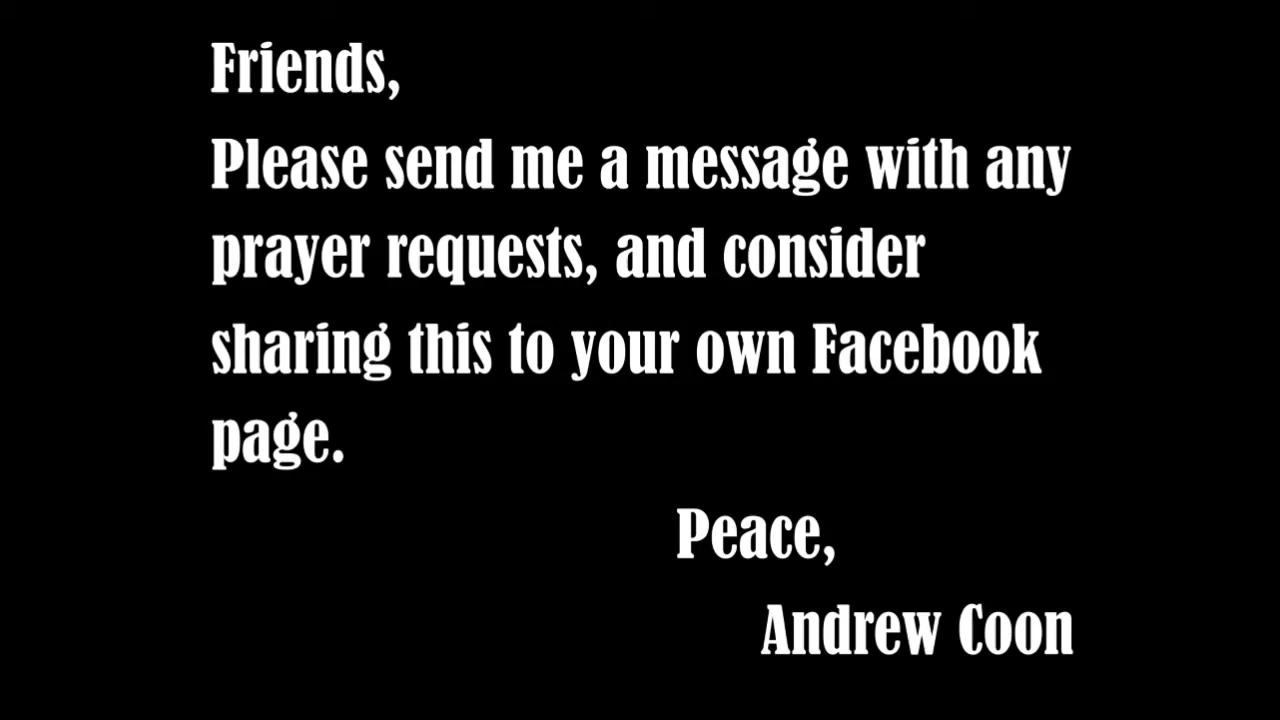 Friends,
Please send me a message with any
prayer requests, and consider
sharing this to your own Facebook
page.
Peace,
Andrew Coon